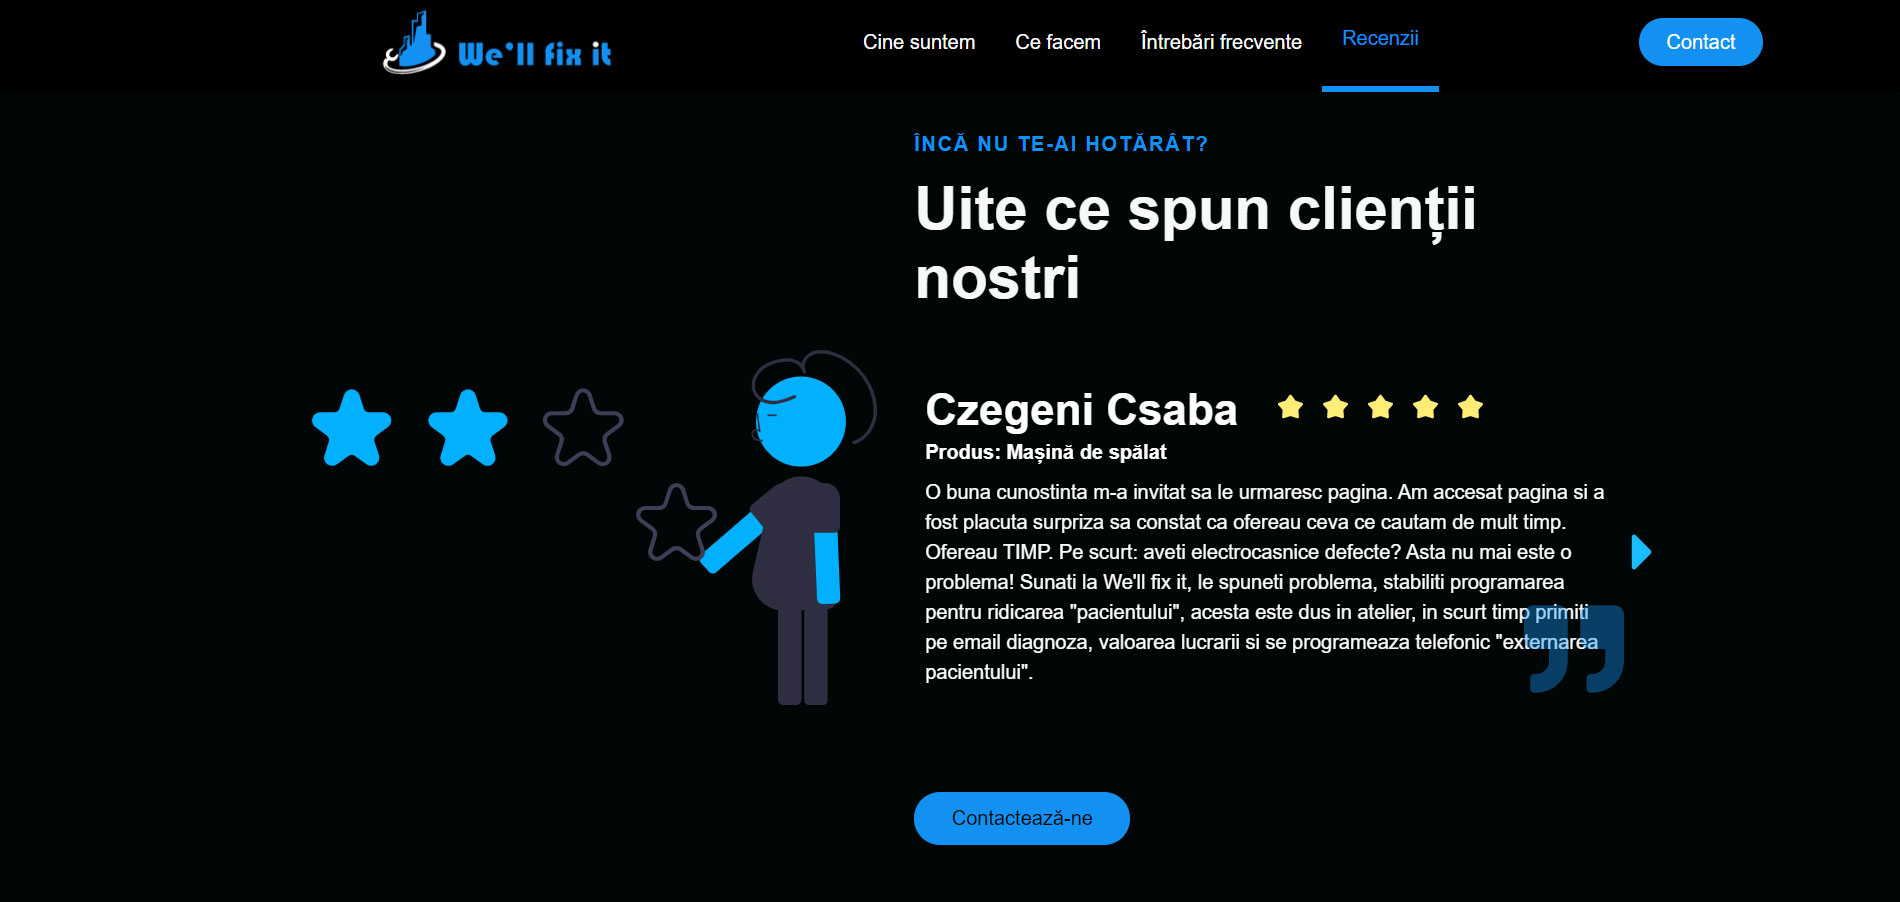 We'll fix it
Cine suntem
Ce facem
Întrebări frecvente
Recenzii
Contact
ÎNCĂ NU TE-AI HOTĂRÂT?
Uite ce spun clienții
nostri
Czegeni Csaba
Produs: Mașină de spălat
O buna cunostinta m-a invitat sa le urmaresc pagina. Am accesat pagina si a
fost placuta surpriza sa constat ca ofereau ceva ce cautam de mult timp.
Ofereau TIMP. Pe scurt: aveti electrocasnice defecte? Asta nu mai este o
problema! Sunati la We'll fix it, le spuneti problema, stabiliti programarea
pentru ridicarea "pacientului", acesta este dus in atelier, in scurt timp primiti
pe email diagnoza, valoarea lucrarii si se programeaza telefonic "externarea
pacientului".
Contactează-ne